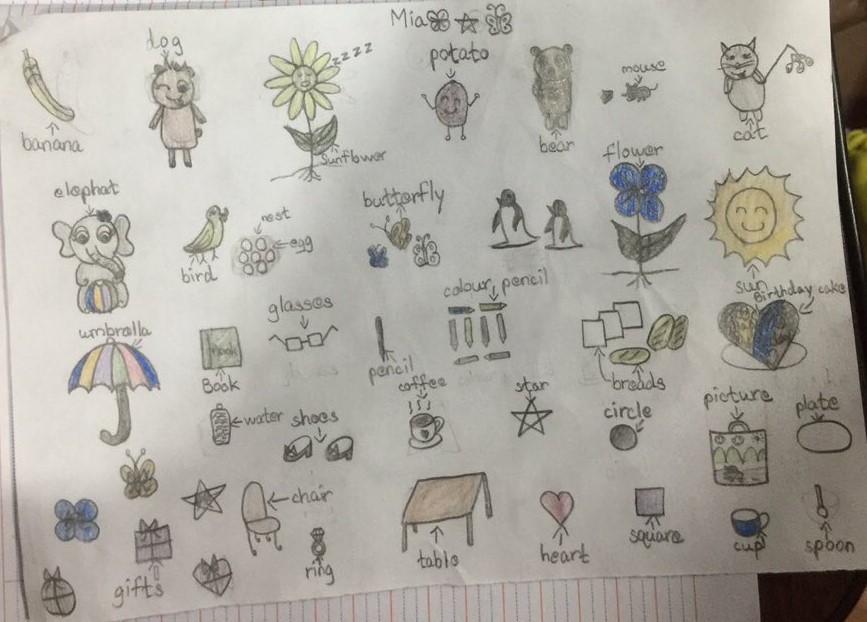 Mia
dog
zzzz
potato
mouse
banana
Sunflower
bear
cat
flower
elephat
butterfly
nest
egg
bird
sun
Birthday cake
colour pencil
glasses
umbrella
Book
Book
pencil
breads
coffee
star
circle
picture
plate
water
shoes
chair
gifts
ring
table
heart
square
cup
spoon